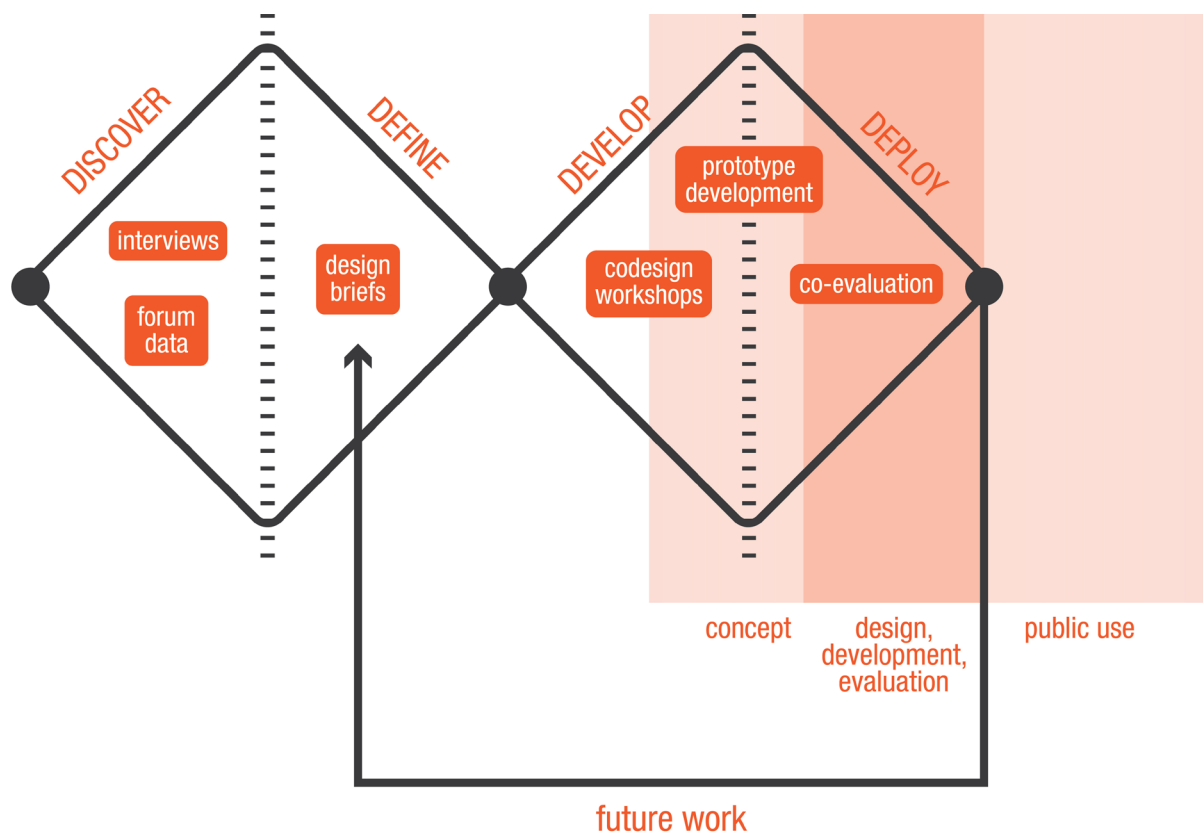 DISCOVER
DEFINE
DEVELOP
DEPLOY
interviews
forum
data
design
briefs
codesign
workshops
prototype
development
co-evaluation
concept
design,
development,
evaluation
public use
future work